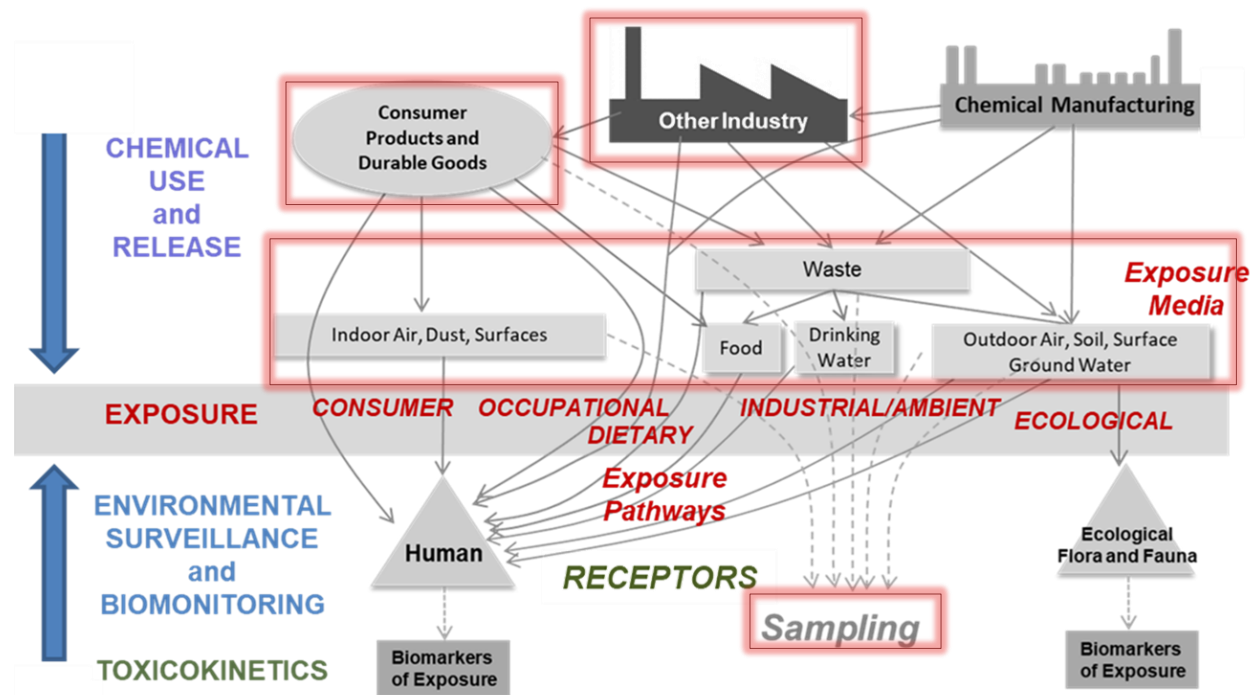 Consumer
Products and
Durable Goods
Other Industry
Chemical Manufacturing
CHEMICAL
USE
and
RELEASE
Waste
Exposure
Media
Indoor Air, Dust, Surfaces
Food
Drinking
Water
Outdoor Air, Soil, Surface
Ground Water
EXPOSURE
CONSUMER
OCCUPATIONAL
DIETARY
INDUSTRIAL/AMBIENT
ECOLOGICAL
Exposure
Pathways
ENVIRONMENTAL
SURVEILLANCE
and
BIOMONITORING
Human
RECEPTORS
Ecological
Flora and Fauna
Sampling
TOXICOKINETICS
Biomarkers
of Exposure
Biomarkers
of Exposure